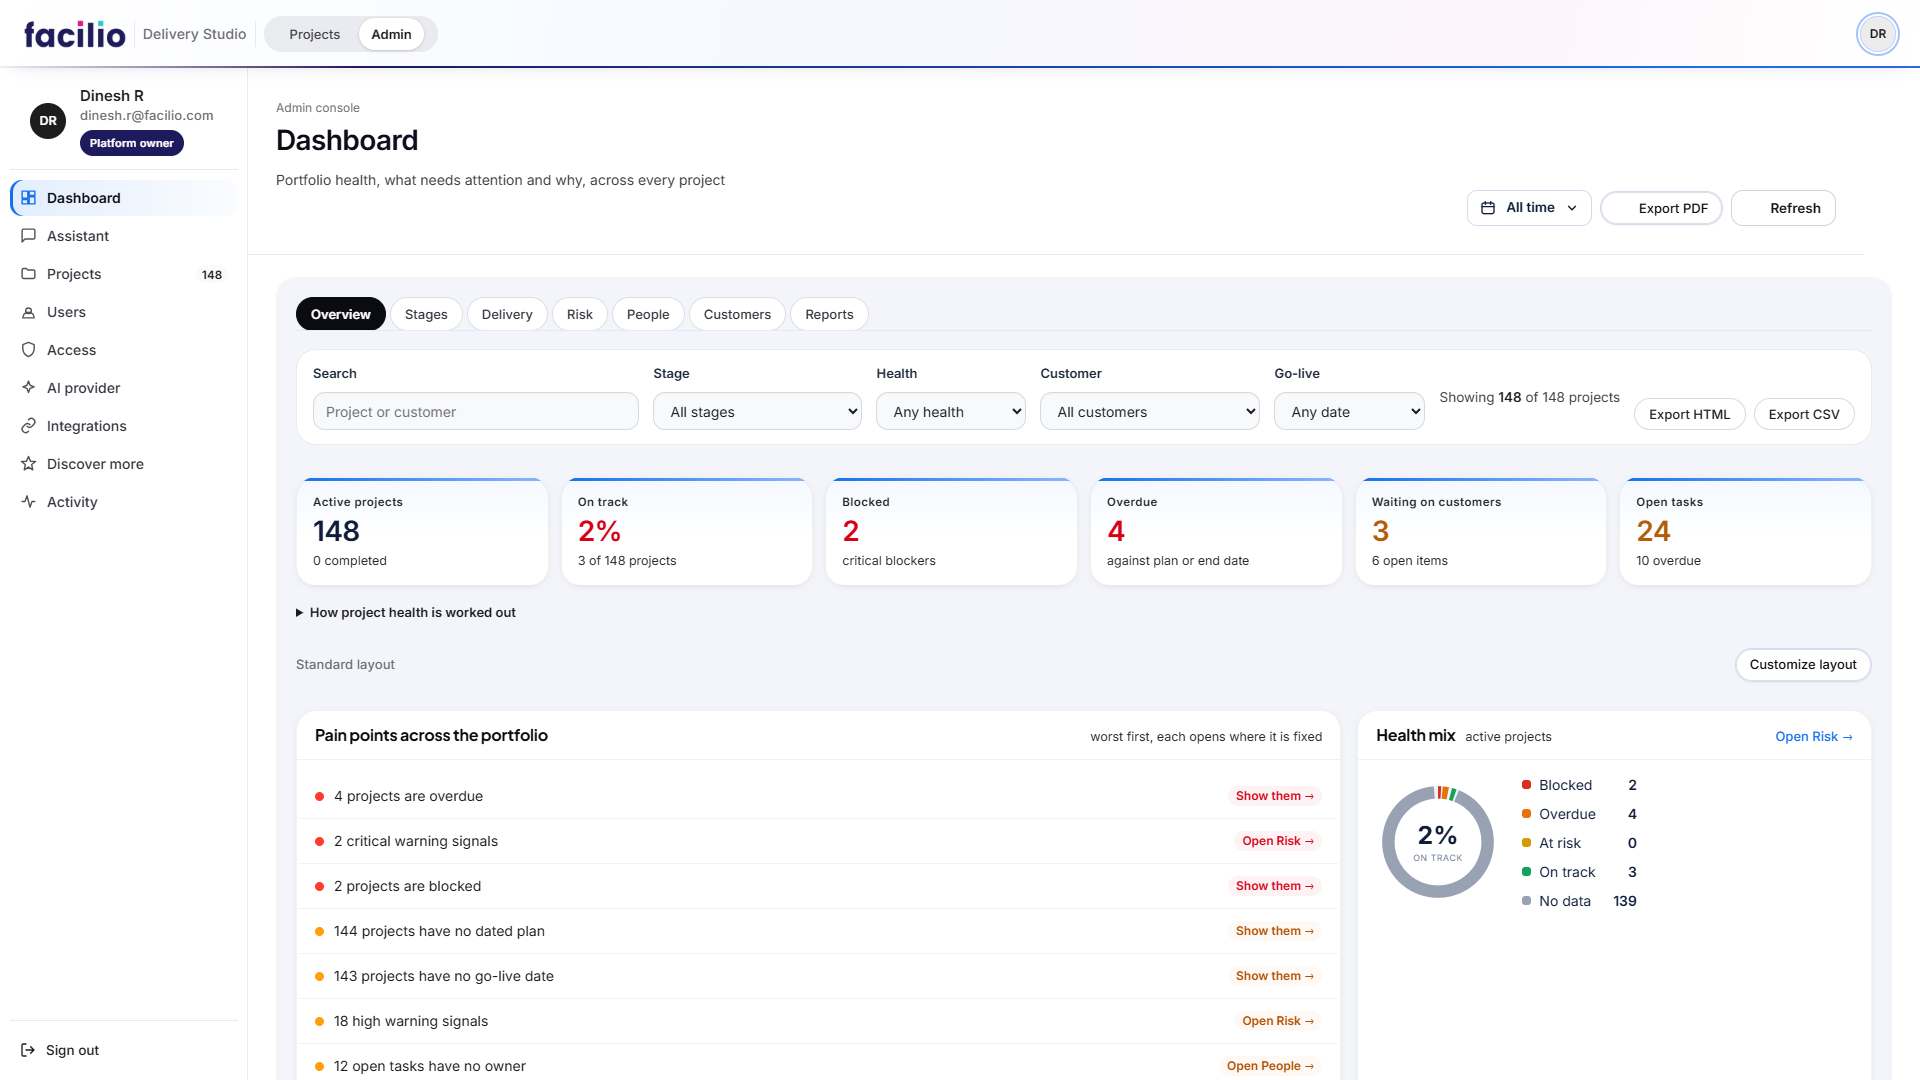 facilio
Delivery Studio
Projects
Admin
DR
DR
Dinesh R
dinesh.r@facilio.com
Platform owner
Dashboard
Assistant
Projects 148
Users
Access
AI provider
Integrations
Discover more
Activity
Sign out
Admin console
Dashboard
Portfolio health, what needs attention and why, across every project
All time
Export PDF
Refresh
Overview
Stages
Delivery
Risk
People
Customers
Reports
Search
Project or customer
Stage
All stages
Health
Any health
Customer
All customers
Go-live
Any date
Showing 148 of 148 projects
Export HTML
Export CSV
Active projects
148
0 completed
On track
2%
3 of 148 projects
Blocked
2
critical blockers
Overdue
4
against plan or end date
Waiting on customers
3
6 open items
Open tasks
24
10 overdue
How project health is worked out
Standard layout
Customize layout
Pain points across the portfolio
worst first, each opens where it is fixed
4 projects are overdue Show them →
2 critical warning signals Open Risk →
2 projects are blocked Show them →
144 projects have no dated plan Show them →
143 projects have no go-live date Show them →
18 high warning signals Open Risk →
12 open tasks have no owner Open People →
Health mix active projects Open Risk →
2%
ON TRACK
Blocked 2
Overdue 4
At risk 0
On track 3
No data 139